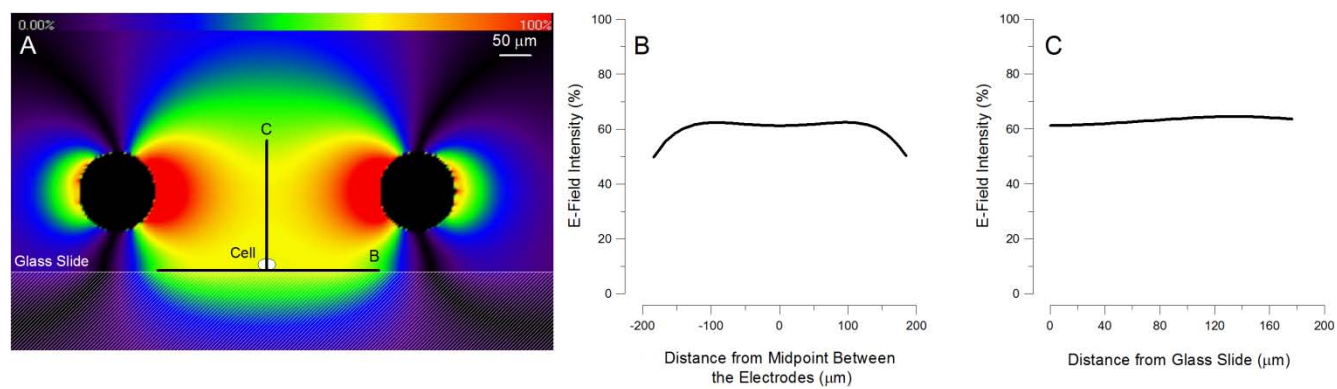 0.00%
100%
A
50 μm
C
Cell
B
Glass Slide
B
E-Field Intensity (%)
100
80
60
40
20
0
-200
-100
0
100
200
Distance from Midpoint Between
the Electrodes (μm)
C
E-Field Intensity (%)
100
80
60
40
20
0
0
40
80
120
160
200
Distance from Glass Slide (μm)